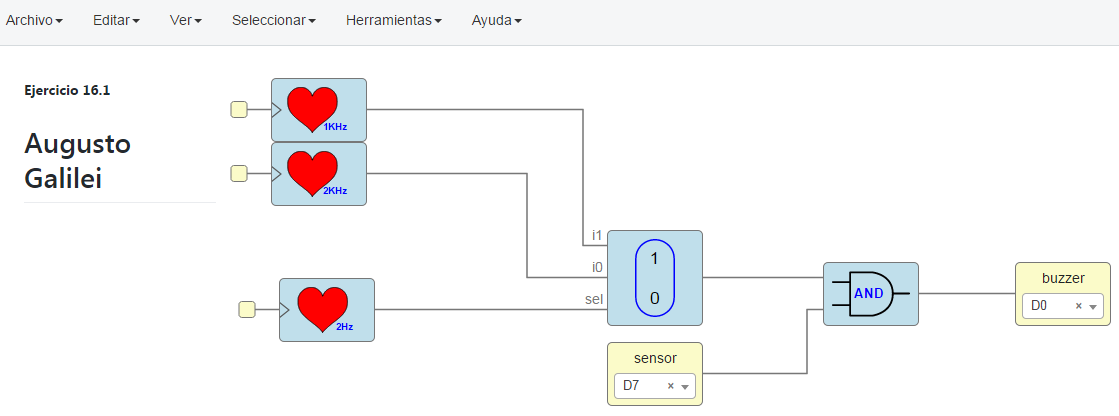 Archivo Editar Ver Seleccionar Herramientas Ayuda
Ejercicio 16.1
Augusto
Galilei
1KHz
2KHz
i1
i0
sel
1
0
2Hz
AND
buzzer
D0 ×
sensor
D7 ×